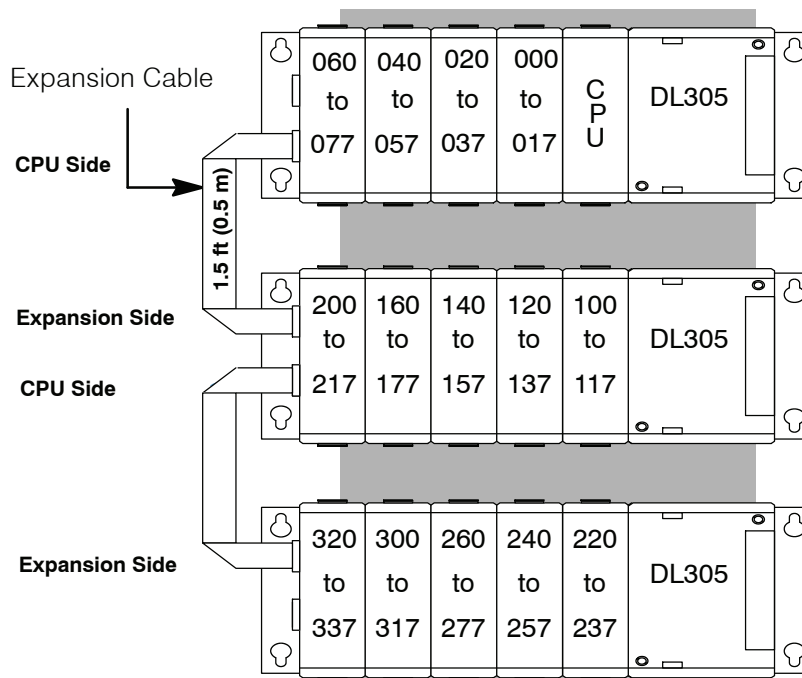 Expansion Cable
CPU Side
1.5 ft (0.5 m)
Expansion Side
CPU Side
Expansion Side
060 040 020 000
to to to to
077 057 037 017
CPU
DL305
200 160 140 120 100
to to to to to
217 177 157 137 117
DL305
320 300 260 240 220
to to to to to
337 317 277 257 237
DL305